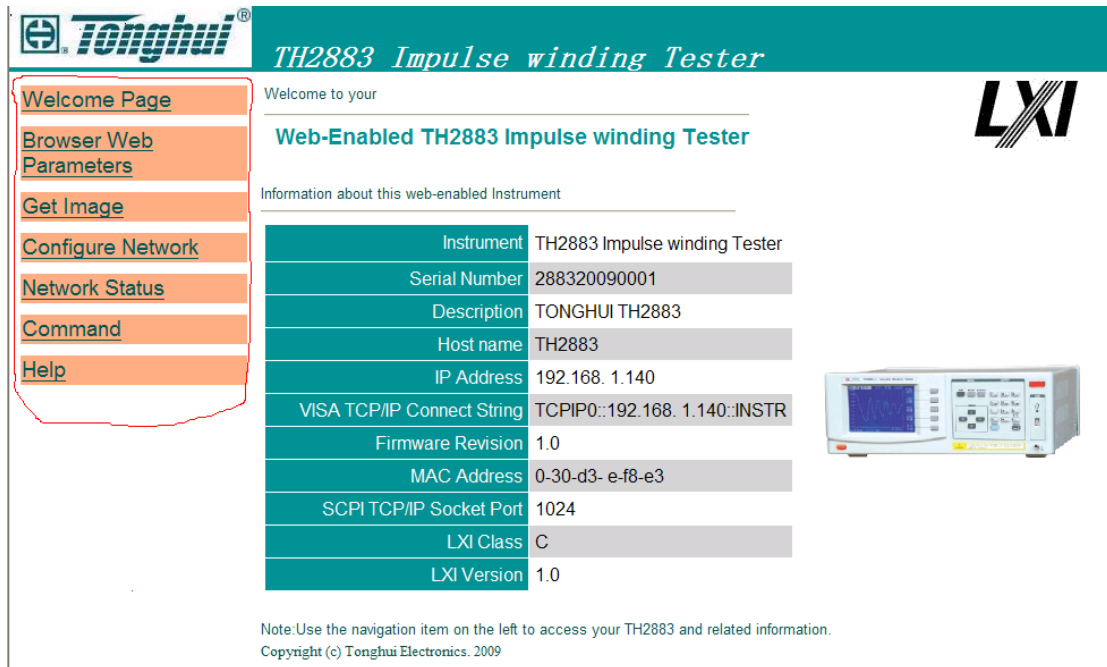 Tonghui®
TH2883 Impulse winding Tester
Welcome Page
Browser Web
Parameters
Get Image
Configure Network
Network Status
Command
Help
Welcome to your
LXI
Web-Enabled TH2883 Impulse winding Tester
Information about this web-enabled Instrument
Instrument TH2883 Impulse winding Tester
Serial Number 288320090001
Description TONGHUI TH2883
Host name TH2883
IP Address 192.168. 1.140
VISA TCP/IP Connect String TCPIP0::192.168. 1.140::INSTR
Firmware Revision 1.0
MAC Address 0-30-d3- e-f8-e3
SCPI TCP/IP Socket Port 1024
LXI Class C
LXI Version 1.0
Note:Use the navigation item on the left to access your TH2883 and related information.
Copyright (c) Tonghui Electronics. 2009